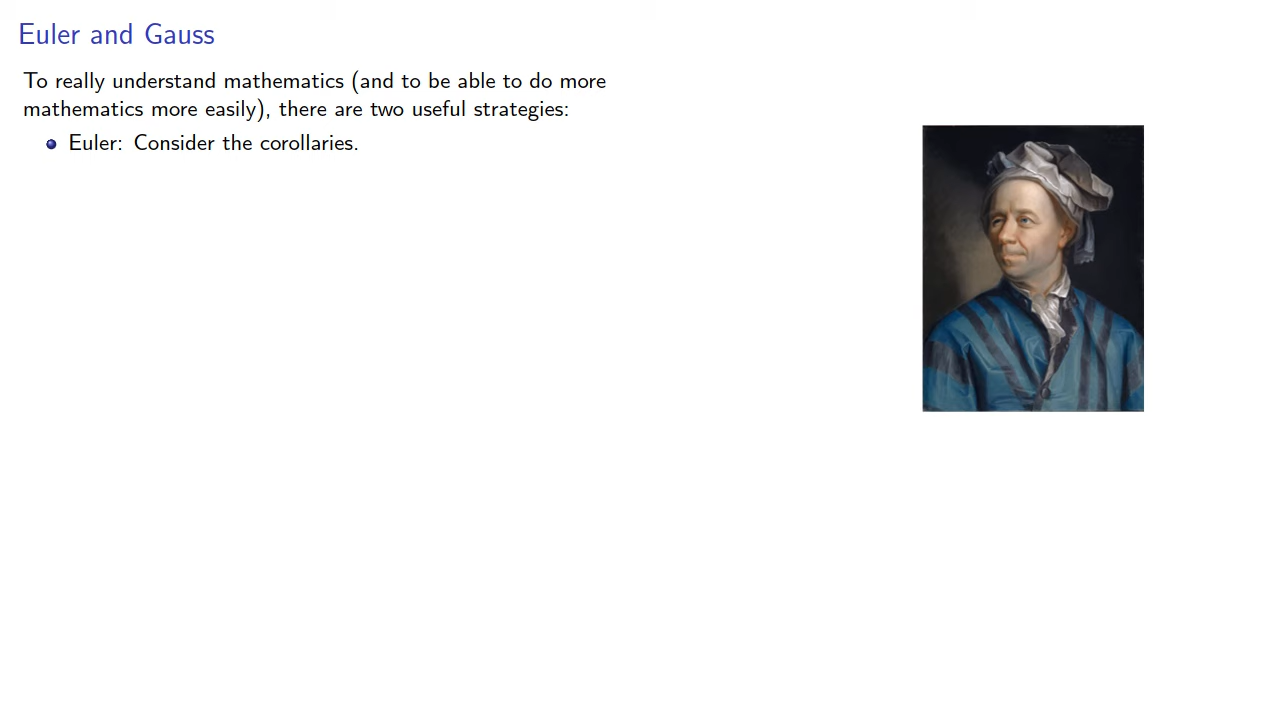 Euler and Gauss
To really understand mathematics (and to be able to do more
mathematics more easily), there are two useful strategies:
Euler: Consider the corollaries.